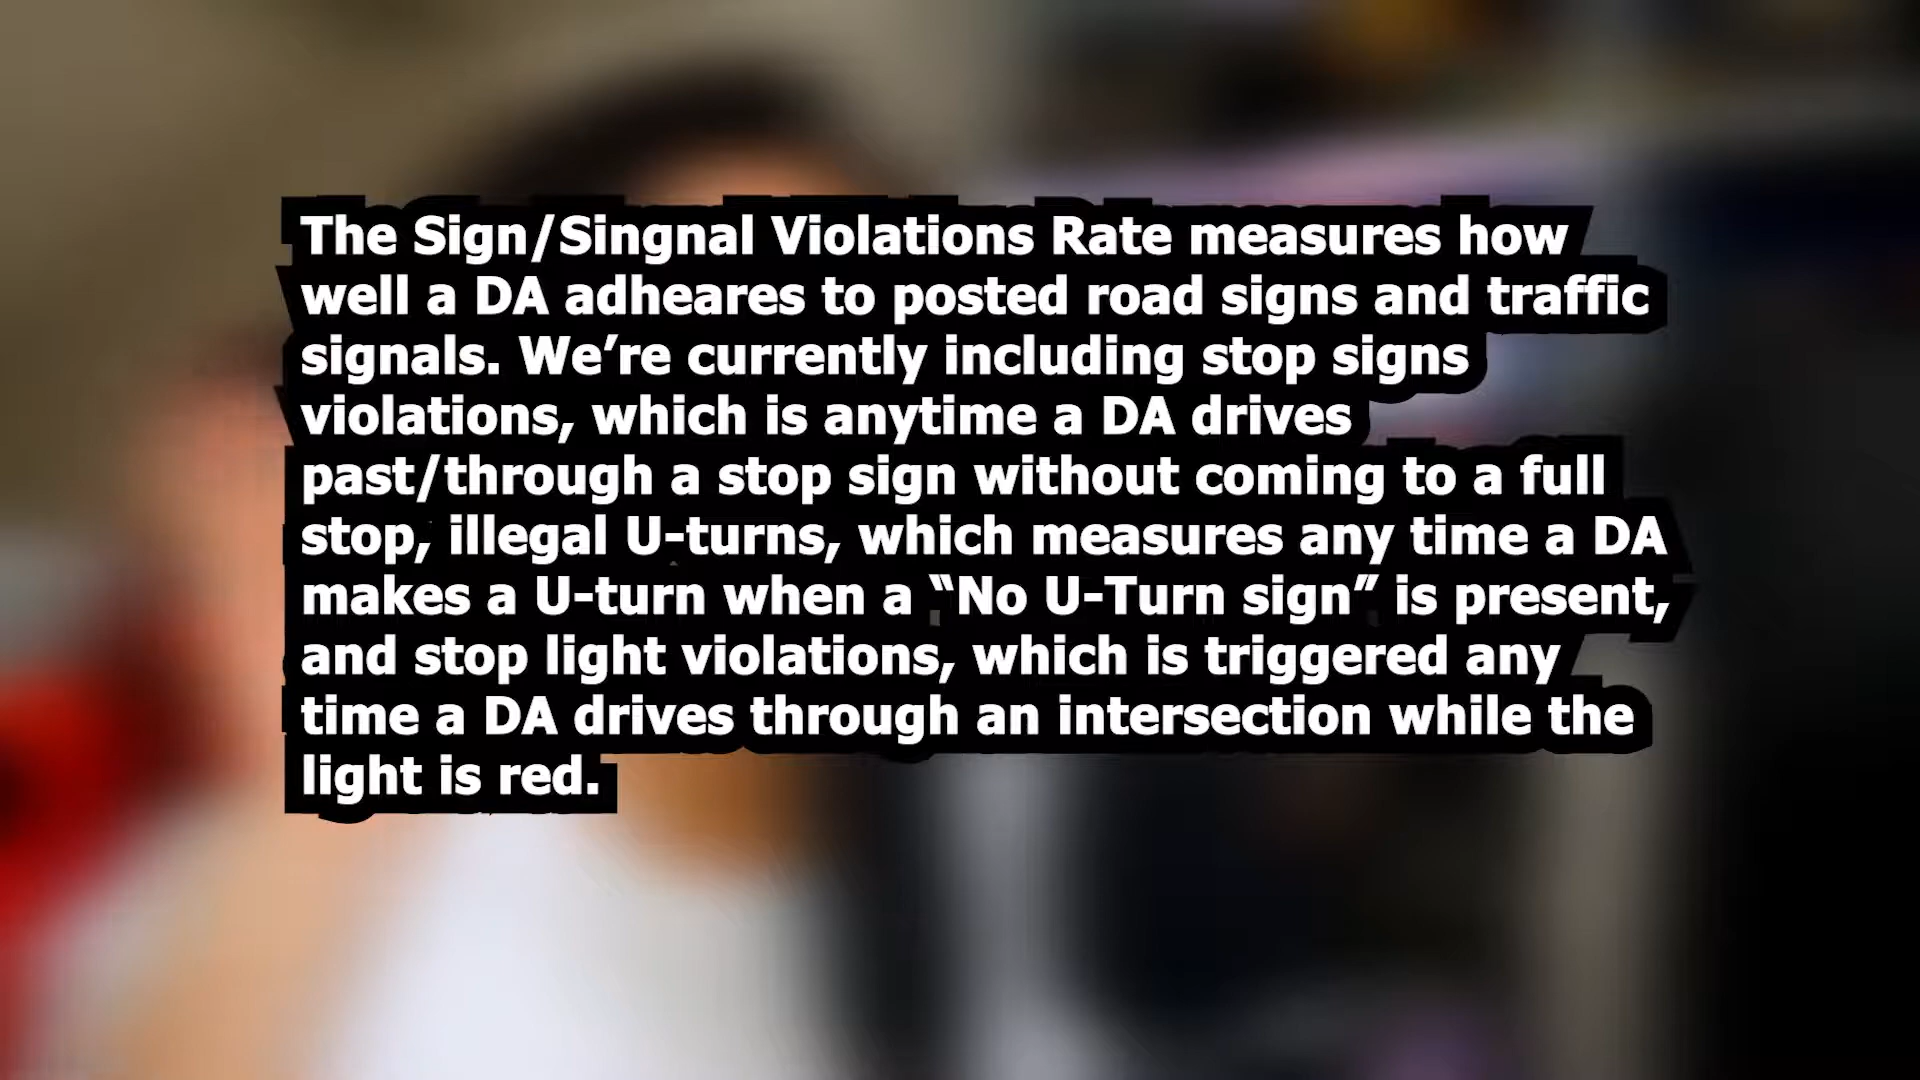 The Sign/Singnal Violations Rate measures how
well a DA adheares to posted road signs and traffic
signals. We’re currently including stop signs
violations, which is anytime a DA drives
past/through a stop sign without coming to a full
stop, illegal U-turns, which measures any time a DA
makes a U-turn when a “No U-Turn sign” is present,
and stop light violations, which is triggered any
time a DA drives through an intersection while the
light is red.